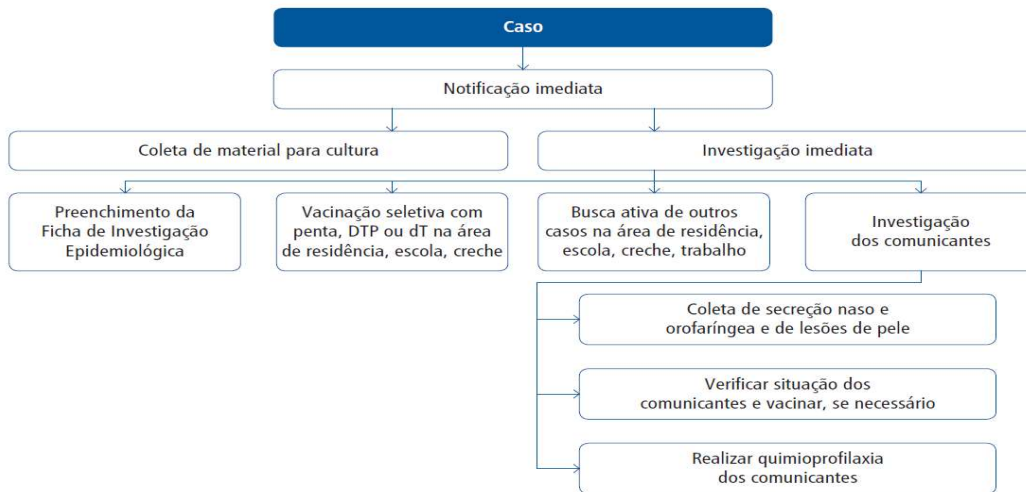 Caso
Notificação imediata
Coleta de material para cultura
Investigação imediata
Preenchimento da
Ficha de Investigação
Epidemiológica
Vacinação seletiva com
penta, DTP ou dT na área
de residência, escola, creche
Busca ativa de outros
casos na área de residência,
escola, creche, trabalho
Investigação
dos comunicantes
Coleta de secreção naso e
orofaríngea e de lesões de pele
Verificar situação dos
comunicantes e vacinar, se necessário
Realizar quimioprofilaxia
dos comunicantes